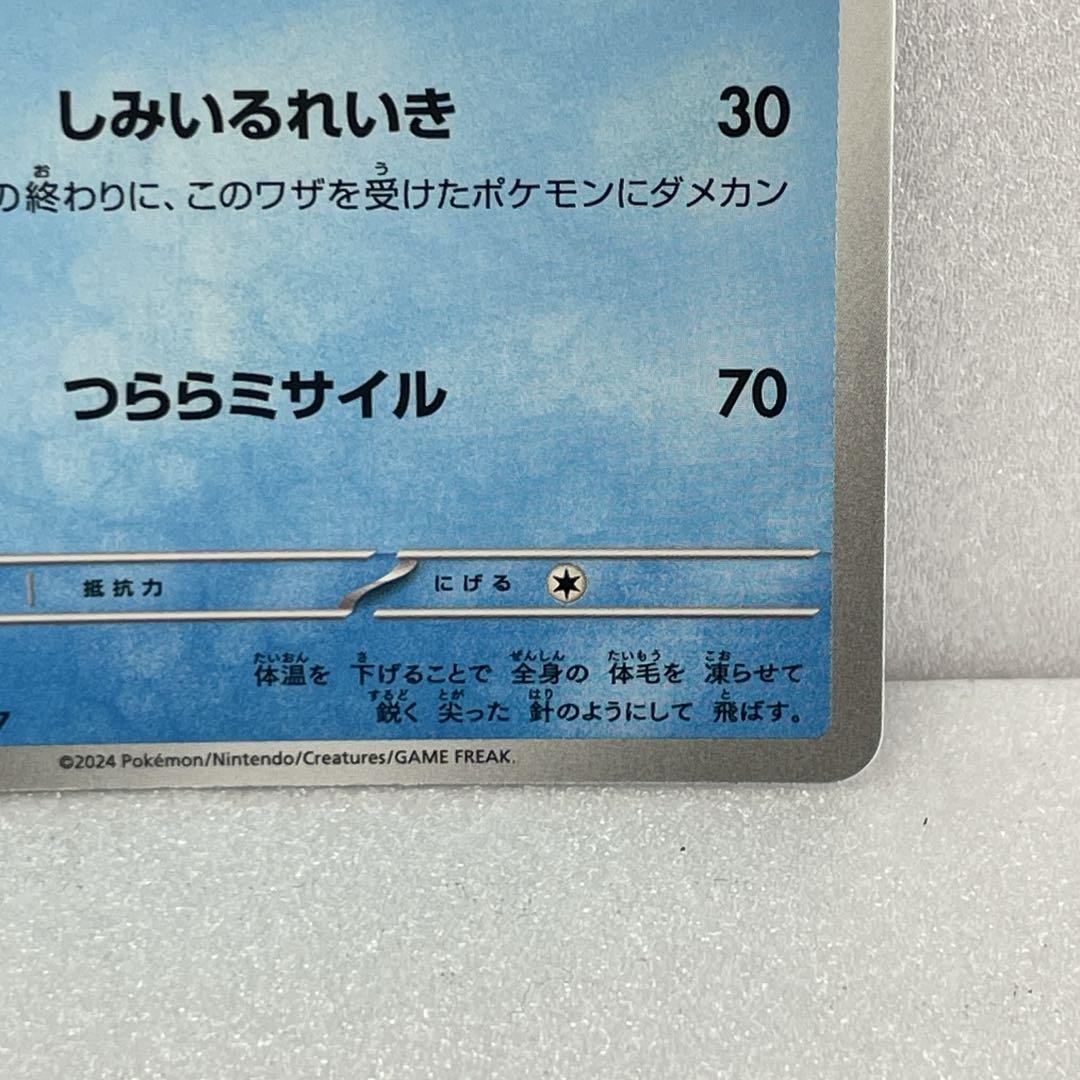 しみいるれいき 30
の終わりに、このワザを受けたポケモンにダメカン
つららミサイル 70
抵抗力 にげる
体温を 下げることで 全身の 体毛を 凍らせて
7 鋭く 尖った 針のようにして 飛ばす。
©2024 Pokémon/Nintendo/Creatures/GAME FREAK.